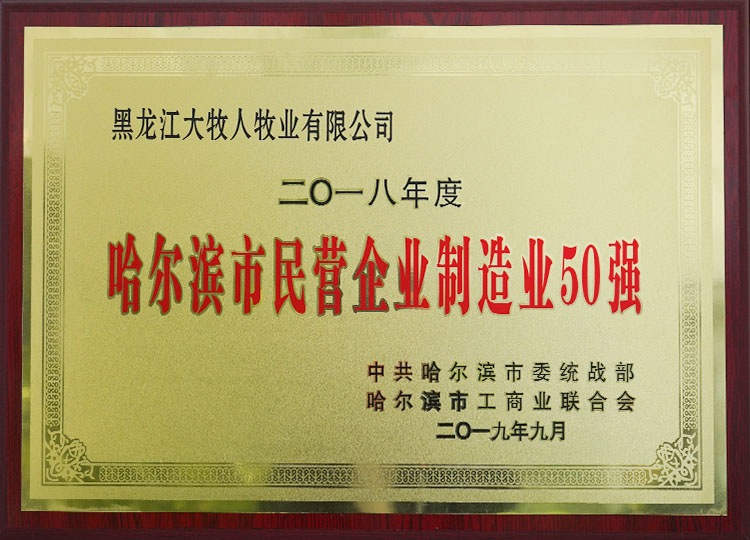 黑龙江大牧人牧业有限公司
二〇一八年度
哈尔滨市民营企业制造业50强
中共哈尔滨市委统战部
哈尔滨市工商业联合会
二〇一九年九月